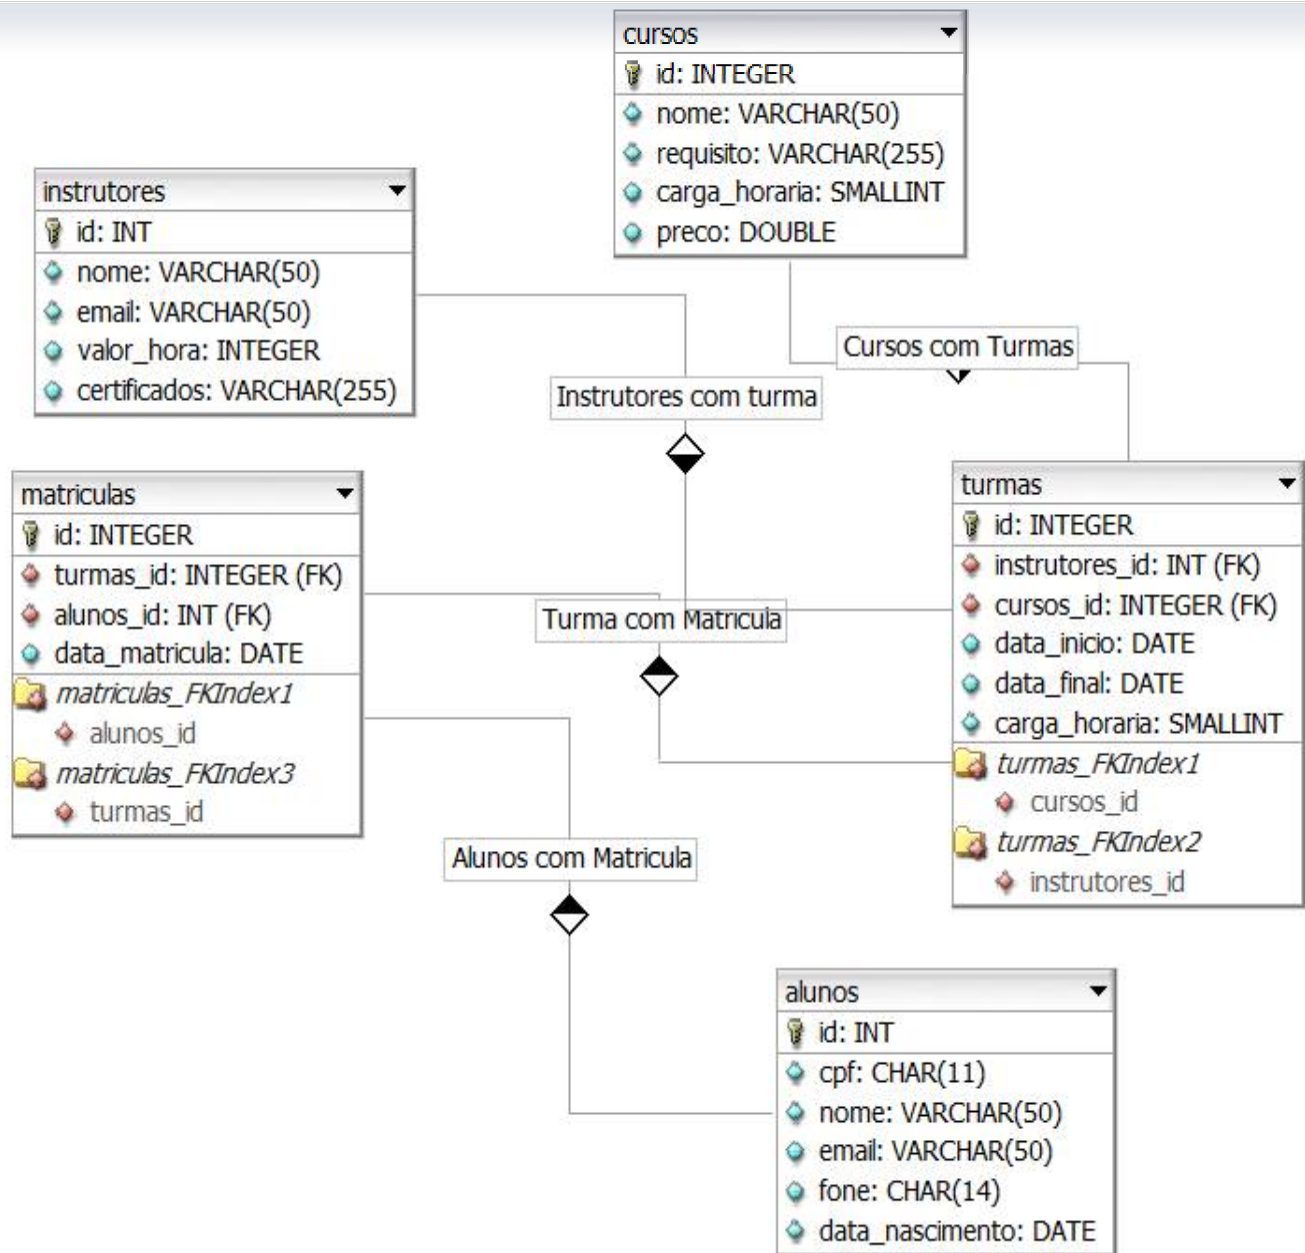 cursos
id: INTEGER
nome: VARCHAR(50)
requisito: VARCHAR(255)
carga_horaria: SMALLINT
preco: DOUBLE
instrutores
id: INT
nome: VARCHAR(50)
email: VARCHAR(50)
valor_hora: INTEGER
certificados: VARCHAR(255)
Cursos com Turmas
Instrutores com turma
matriculas
id: INTEGER
turmas_id: INTEGER (FK)
alunos_id: INT (FK)
data_matricula: DATE
matriculas_FKIndex1
alunos_id
matriculas_FKIndex3
turmas_id
Turma com Matricula
turmas
id: INTEGER
instrutores_id: INT (FK)
cursos_id: INTEGER (FK)
data_inicio: DATE
data_final: DATE
carga_horaria: SMALLINT
turmas_FKIndex1
cursos_id
turmas_FKIndex2
instrutores_id
Alunos com Matricula
alunos
id: INT
cpf: CHAR(11)
nome: VARCHAR(50)
email: VARCHAR(50)
fone: CHAR(14)
data_nascimento: DATE